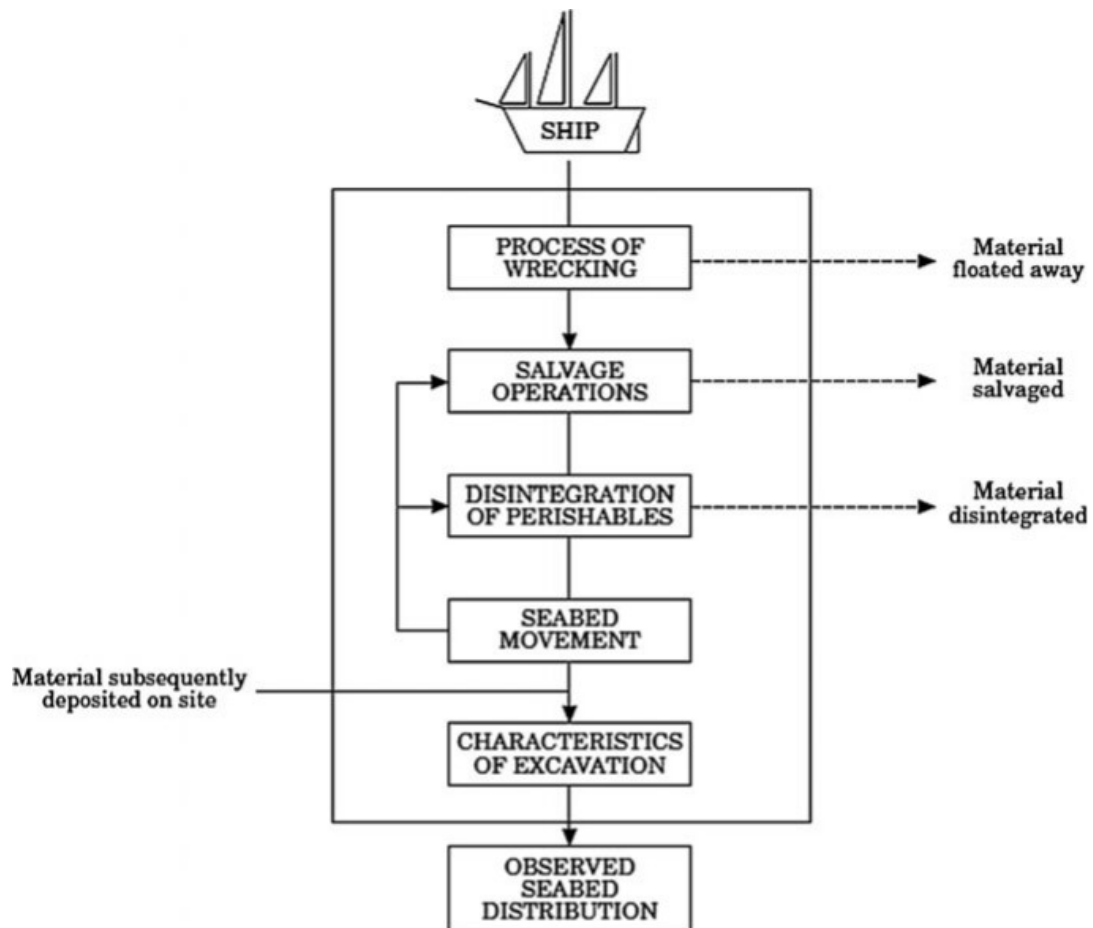 SHIP
PROCESS OF
WRECKING
Material
floated away
SALVAGE
OPERATIONS
Material
salvaged
DISINTEGRATION
OF PERISHABLES
Material
disintegrated
SEABED
MOVEMENT
Material subsequently
deposited on site
CHARACTERISTICS
OF EXCAVATION
OBSERVED
SEABED
DISTRIBUTION